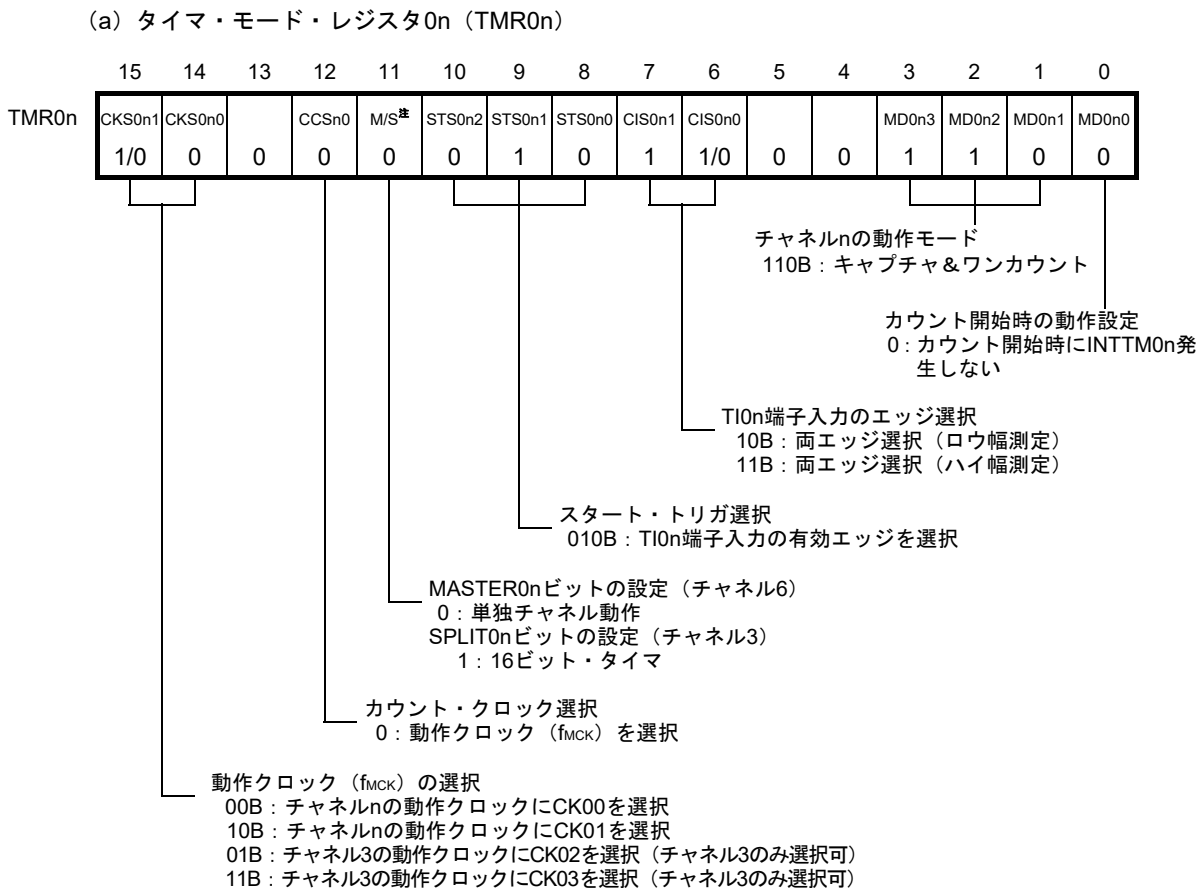 (a) タイマ・モード・レジスタ0n（TMR0n）
15 14 13 12 11 10 9 8 7 6 5 4 3 2 1 0
TMR0n CKS0n1 CKS0n0 CCSn0 M/S注 STS0n2 STS0n1 STS0n0 CIS0n1 CIS0n0 MD0n3 MD0n2 MD0n1 MD0n0
1/0 0 0 0 0 0 1 0 1 1/0 0 0 1 1 0 0
チャネルnの動作モード
110B：キャプチャ＆ワンカウント
カウント開始時の動作設定
0：カウント開始時にINTTM0n発
生しない
TI0n端子入力のエッジ選択
10B：両エッジ選択（ロウ幅測定）
11B：両エッジ選択（ハイ幅測定）
スタート・トリガ選択
010B：TI0n端子入力の有効エッジを選択
MASTER0nビットの設定（チャネル6）
0：単独チャネル動作
SPLIT0nビットの設定（チャネル3）
1：16ビット・タイマ
カウント・クロック選択
0：動作クロック（fMCK）を選択
動作クロック（fMCK）の選択
00B：チャネルnの動作クロックにCK00を選択
10B：チャネルnの動作クロックにCK01を選択
01B：チャネル3の動作クロックにCK02を選択（チャネル3のみ選択可）
11B：チャネル3の動作クロックにCK03を選択（チャネル3のみ選択可）